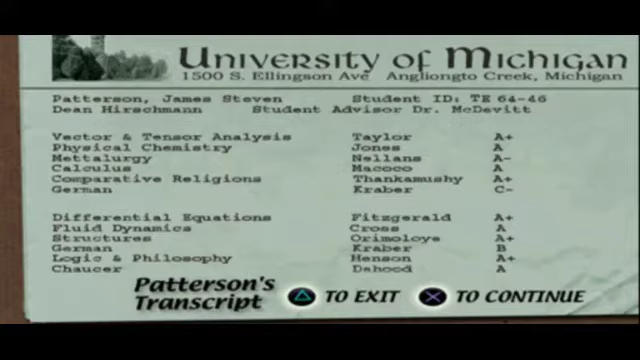 University of Michigan
1500 S. Ellingson Ave Angliongto Creek, Michigan
Patterson, James Steven Student ID: TE 64-46
Dean Hirschmann Student Advisor Dr. McDevitt
Vector & Tensor Analysis Taylor A+
Physical Chemistry Jones A
Mettalurgy Nellans A-
Calculus Macoco A
Comparative Religions Thankamushy A+
German Kraber C-
Differential Equations Fitzgerald A+
Fluid Dynamics Cross A
Structures Orimoloye A+
German Kraber B
Logic & Philosophy Henson A+
Chaucer Dahood A
Patterson's
Transcript TO EXIT TO CONTINUE